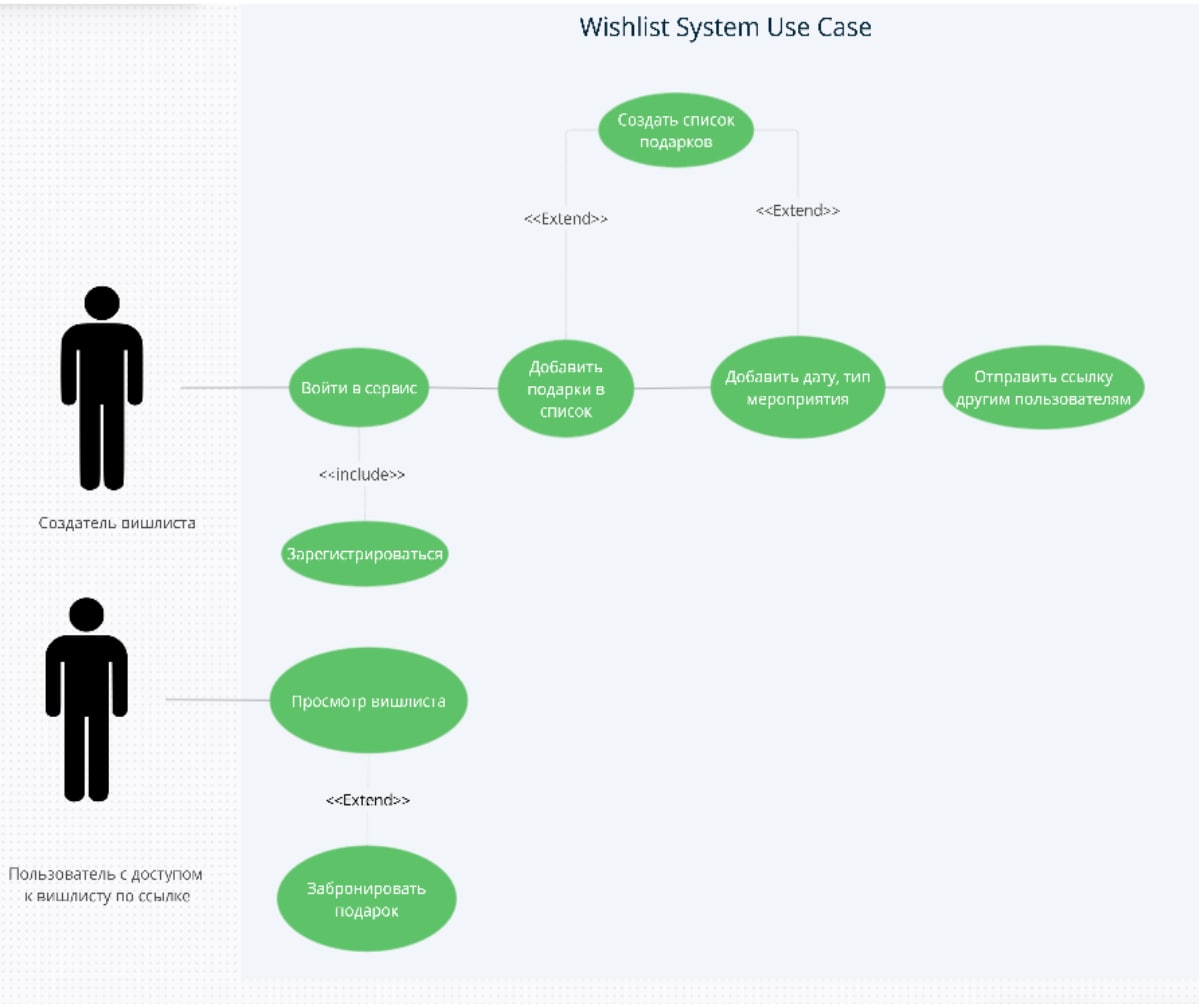 Wishlist System Use Case
Создать список
подарков
<<Extend>>
<<Extend>>
Войти в сервис
Добавить
подарки в
список
Добавить дату, тип
мероприятия
Отправить ссылку
другим пользователям
<<include>>
Создатель вишлиста
Зарегистрироваться
Просмотр вишлиста
<<Extend>>
Пользователь с доступом
к вишлисту по ссылке
Забронировать
подарок